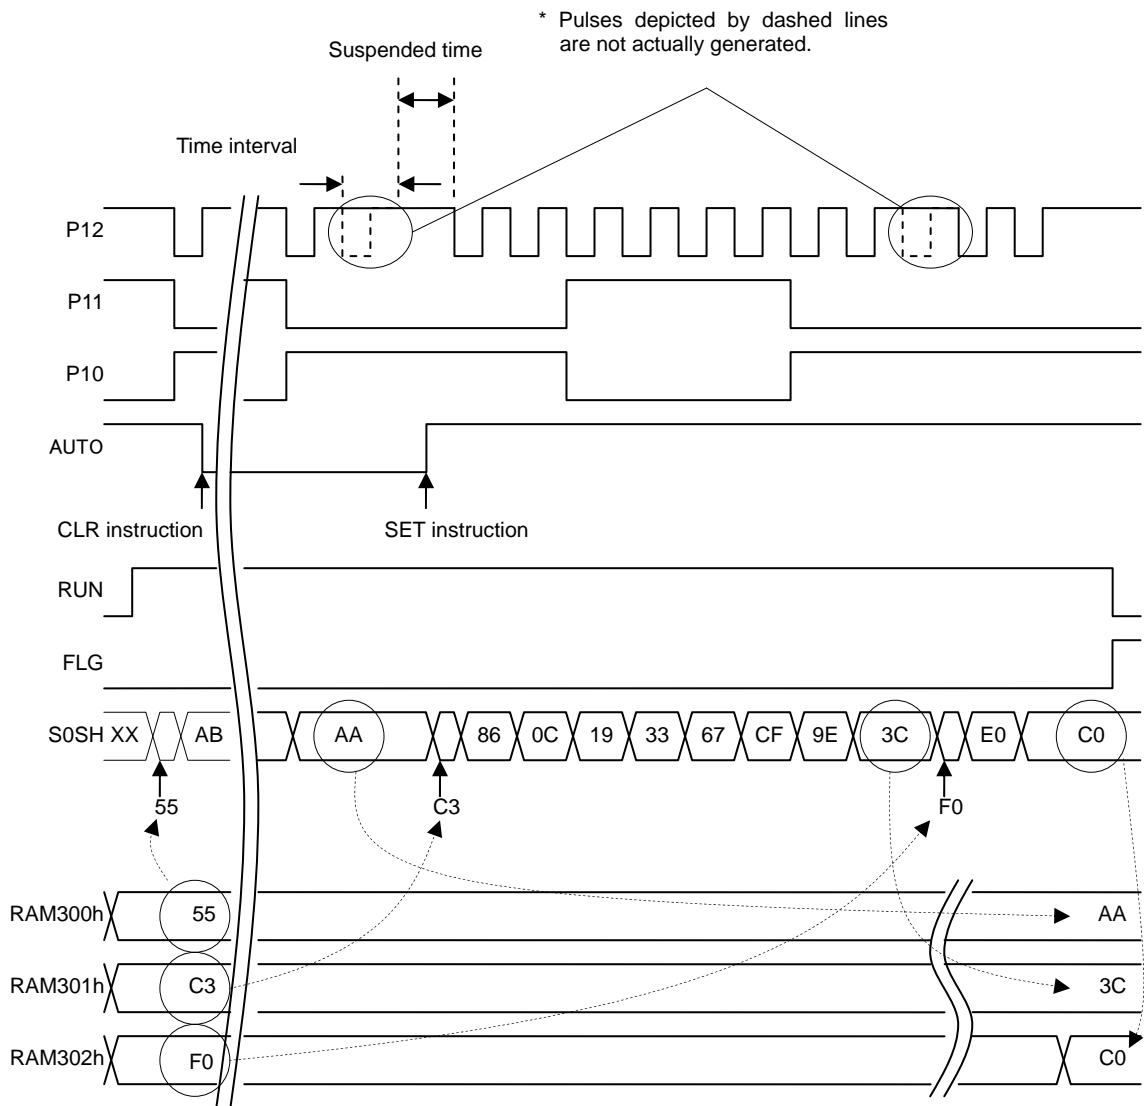 * Pulses depicted by dashed lines
are not actually generated.
Suspended time
Time interval
P12
P11
P10
AUTO
CLR instruction
SET instruction
RUN
FLG
S0SH XX AB AA 86 0C 19 33 67 CF 9E 3C E0 C0
55 C3 F0
RAM300h 55 AA
RAM301h C3 3C
RAM302h F0 C0